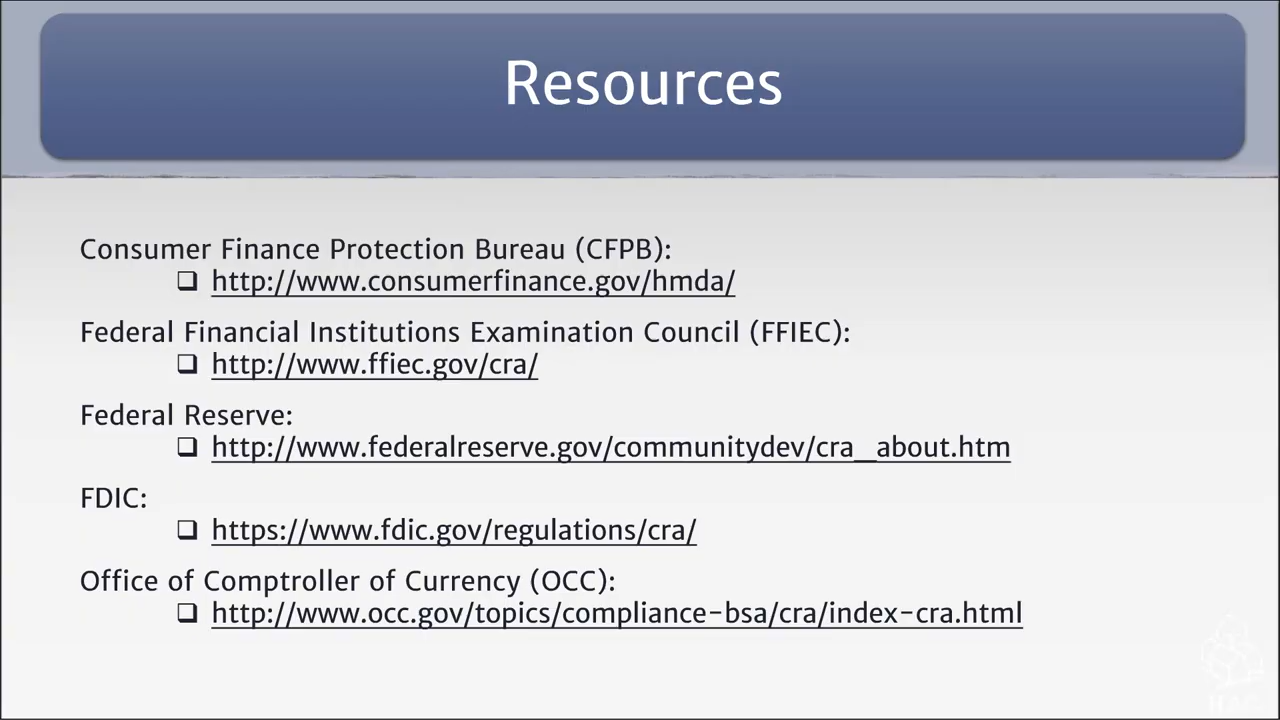 Resources
Consumer Finance Protection Bureau (CFPB):
❑ http://www.consumerfinance.gov/hmda/
Federal Financial Institutions Examination Council (FFIEC):
❑ http://www.ffiec.gov/cra/
Federal Reserve:
❑ http://www.federalreserve.gov/communitydev/cra_about.htm
FDIC:
❑ https://www.fdic.gov/regulations/cra/
Office of Comptroller of Currency (OCC):
❑ http://www.occ.gov/topics/compliance-bsa/cra/index-cra.html